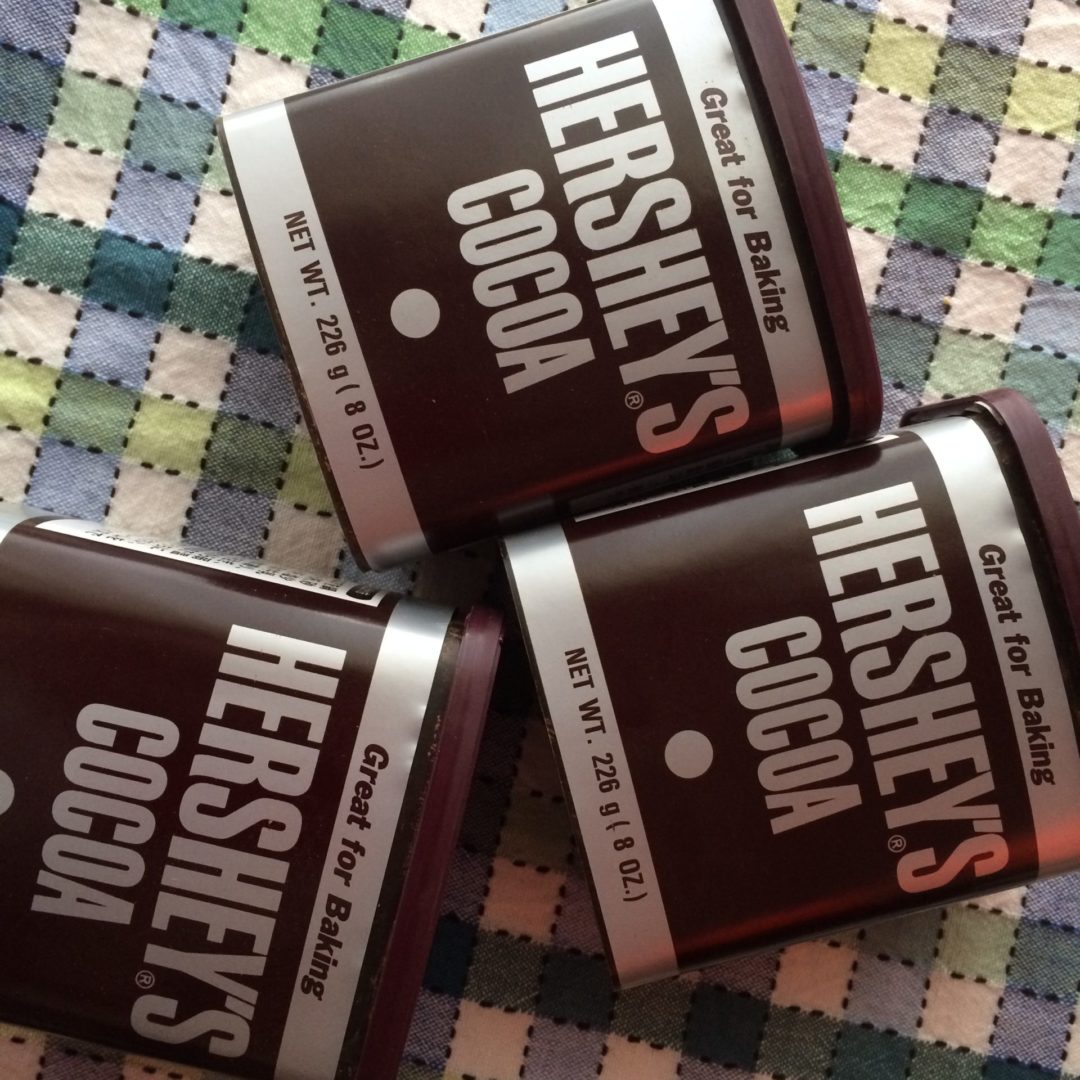 Great for Baking
HERSHEY'S®
COCOA
NET WT. 226 g ( 8 OZ.)
Great for Baking
HERSHEY'S®
COCOA
NET WT. 226 g ( 8 OZ.)
Great for Baking
HERSHEY'S®
COCOA